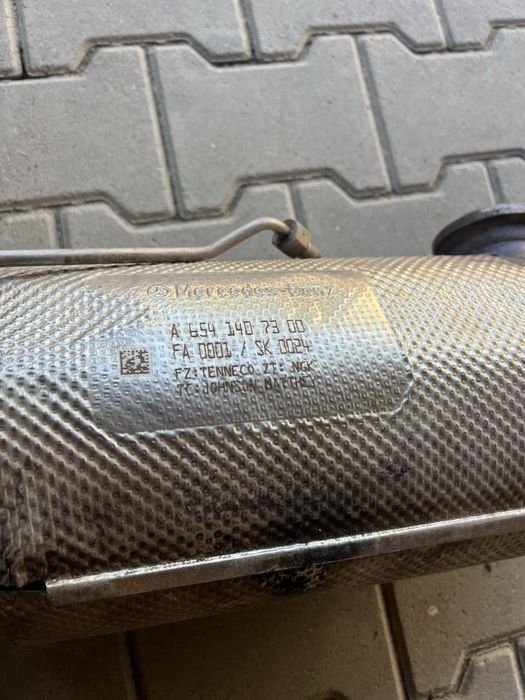 Mercedes-Benz
A 654 140 73 00
FA 0001 / SK 0024
FZ:TENNECO ZT: NGK
TC:JOHNSON MATTHEY